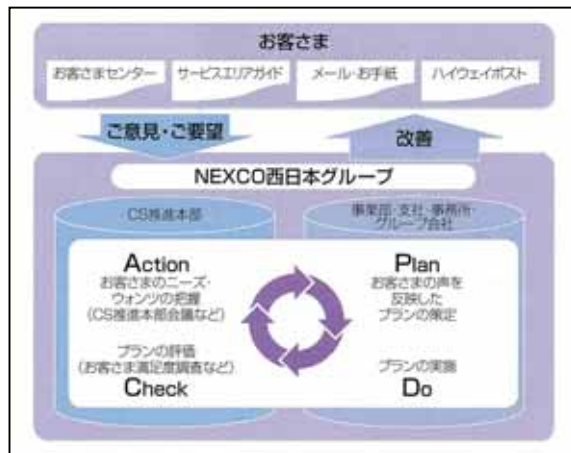 お客さま
お客さまセンター
サービスエリアガイド
メール・お手紙
ハイウェイポスト
ご意見・ご要望
改善
NEXCO西日本グループ
CS推進本部
事業部・支社・事務所・
グループ会社
Action
お客さまのニーズ・
ウォンツの把握
(CS推進本部会議など)
Plan
お客さまの声を
反映した
プランの策定
プランの評価
(お客さま満足度調査など)
Check
プランの実施
Do